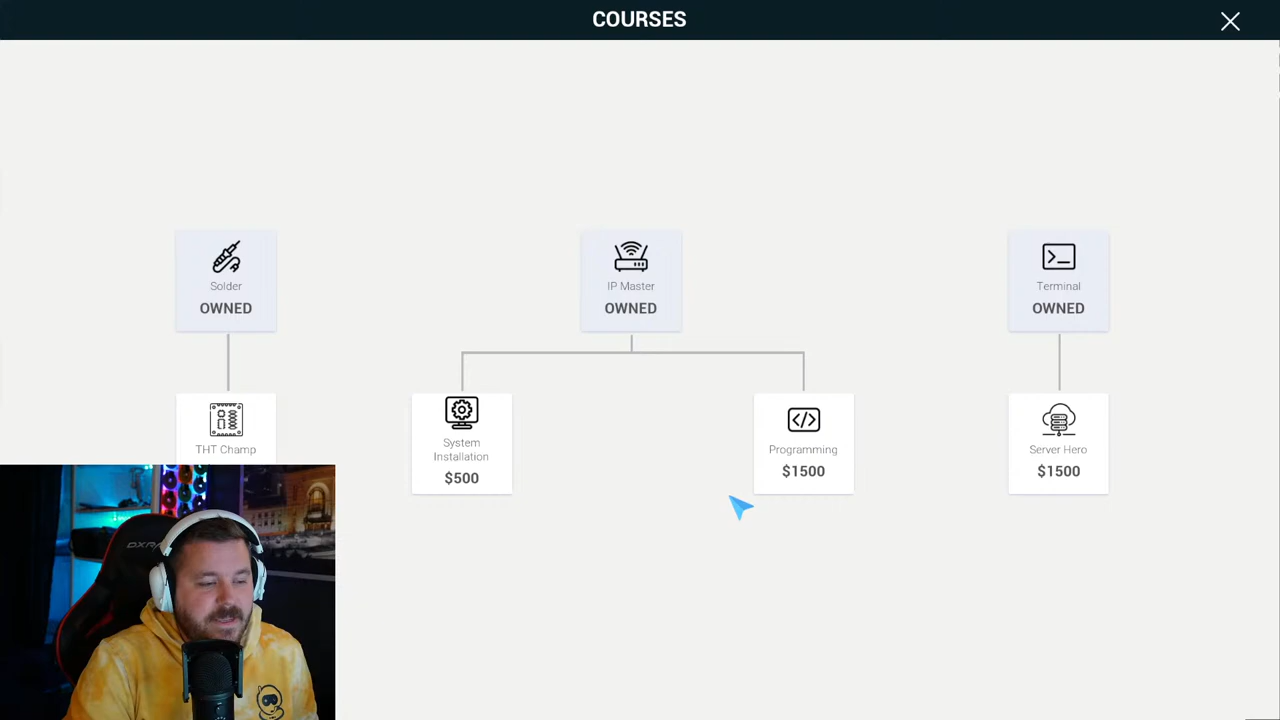 COURSES
Solder
OWNED
IP Master
OWNED
Terminal
OWNED
THT Champ
System
Installation
$500
Programming
$1500
Server Hero
$1500